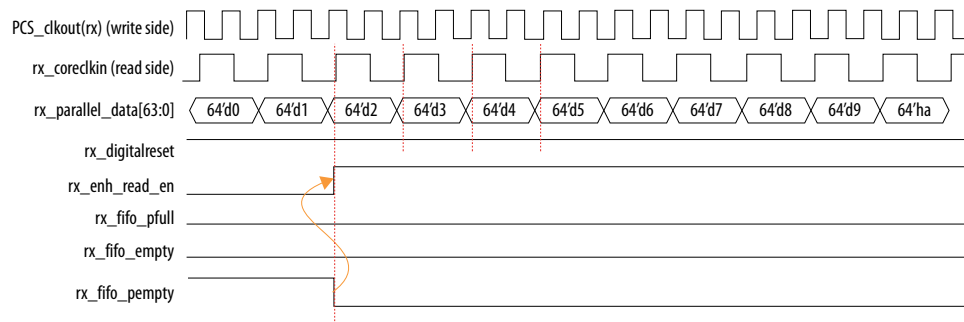 PCS_clkout(rx) (write side)
rx_coreclkin (read side)
rx_parallel_data[63:0] 64'd0 64'd1 64'd2 64'd3 64'd4 64'd5 64'd6 64'd7 64'd8 64'd9 64'ha
rx_digitalreset
rx_enh_read_en
rx_fifo_pfull
rx_fifo_empty
rx_fifo_pempty